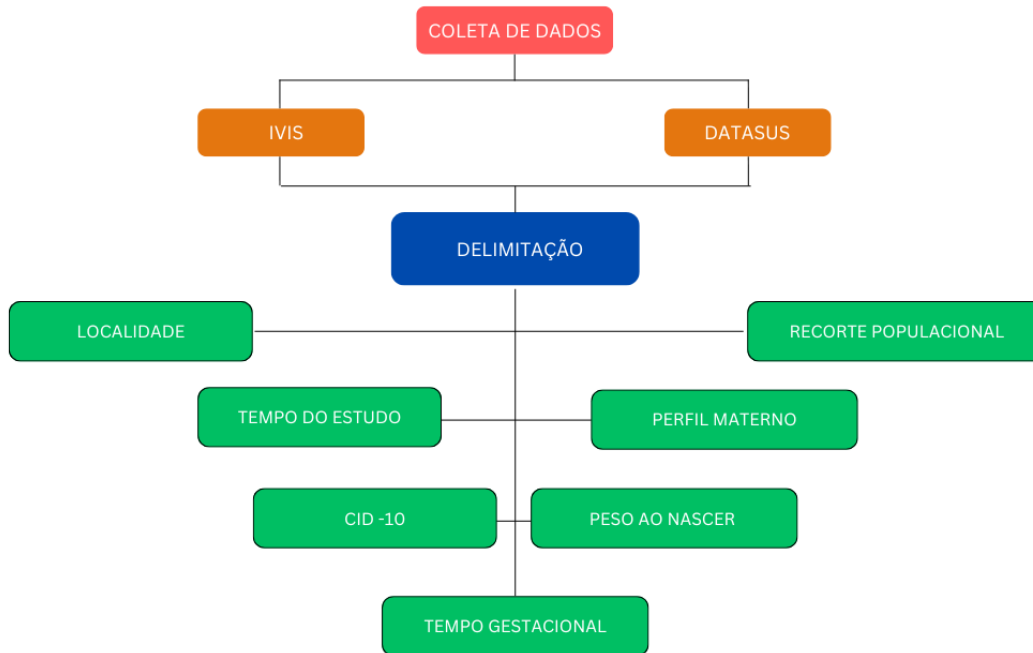 COLETA DE DADOS
IVIS
DATASUS
DELIMITAÇÃO
LOCALIDADE
RECORTE POPULACIONAL
TEMPO DO ESTUDO
PERFIL MATERNO
CID -10
PESO AO NASCER
TEMPO GESTACIONAL